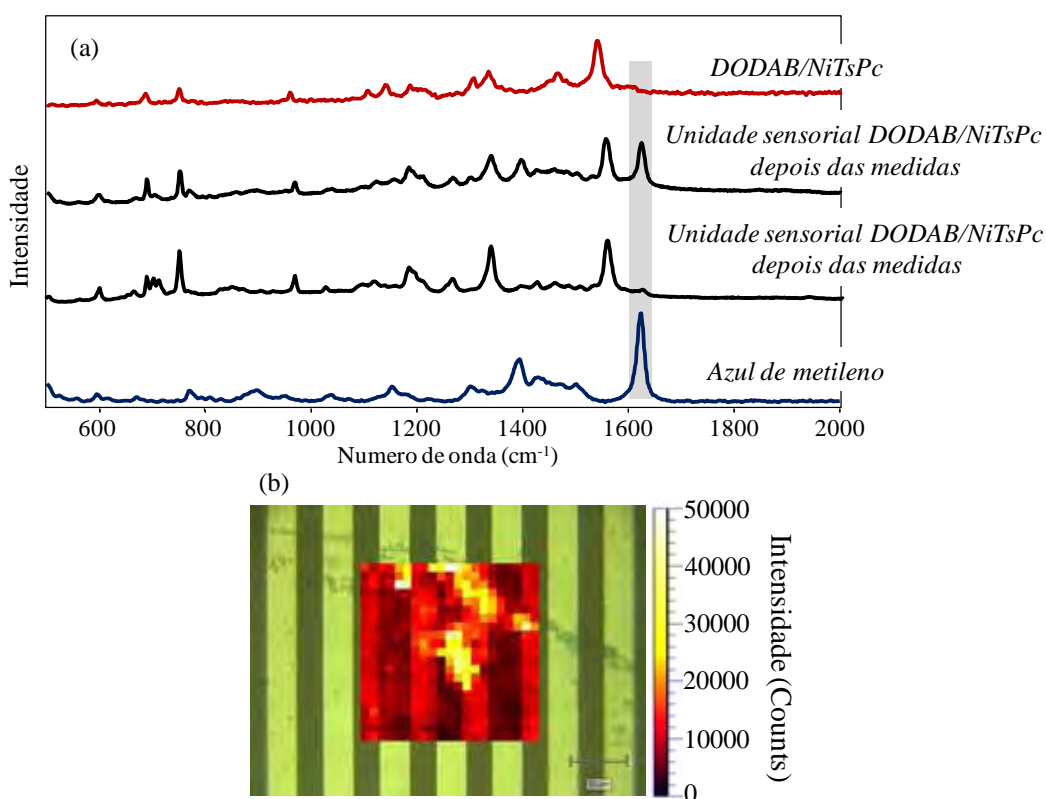 (a)
DODAB/NiTsPc
Unidade sensorial DODAB/NiTsPc
depois das medidas
Unidade sensorial DODAB/NiTsPc
depois das medidas
Azul de metileno
Intensidade
600 800 1000 1200 1400 1600 1800 2000
Numero de onda (cm⁻¹)
(b)
50000
40000
30000
20000
10000
0
Intensidade (Counts)